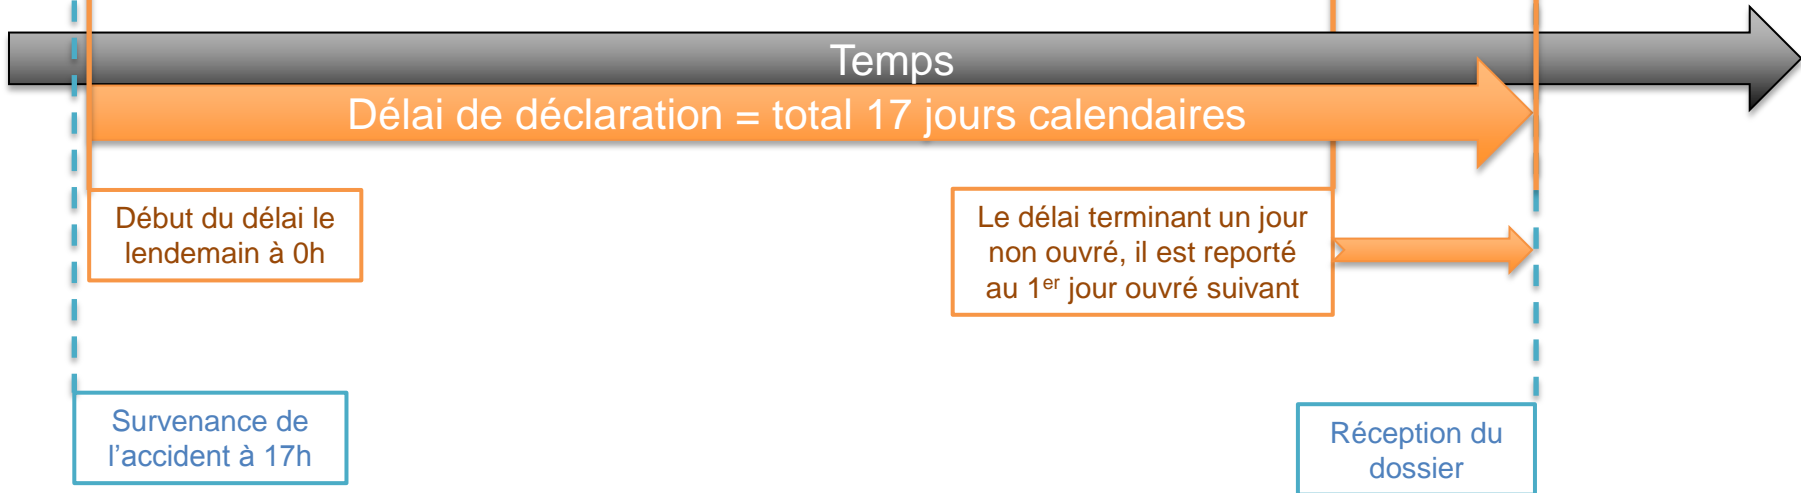 Temps
Délai de déclaration = total 17 jours calendaires
Début du délai le
lendemain à 0h
Le délai terminant un jour
non ouvré, il est reporté
au 1er jour ouvré suivant
Survenance de
l’accident à 17h
Réception du
dossier